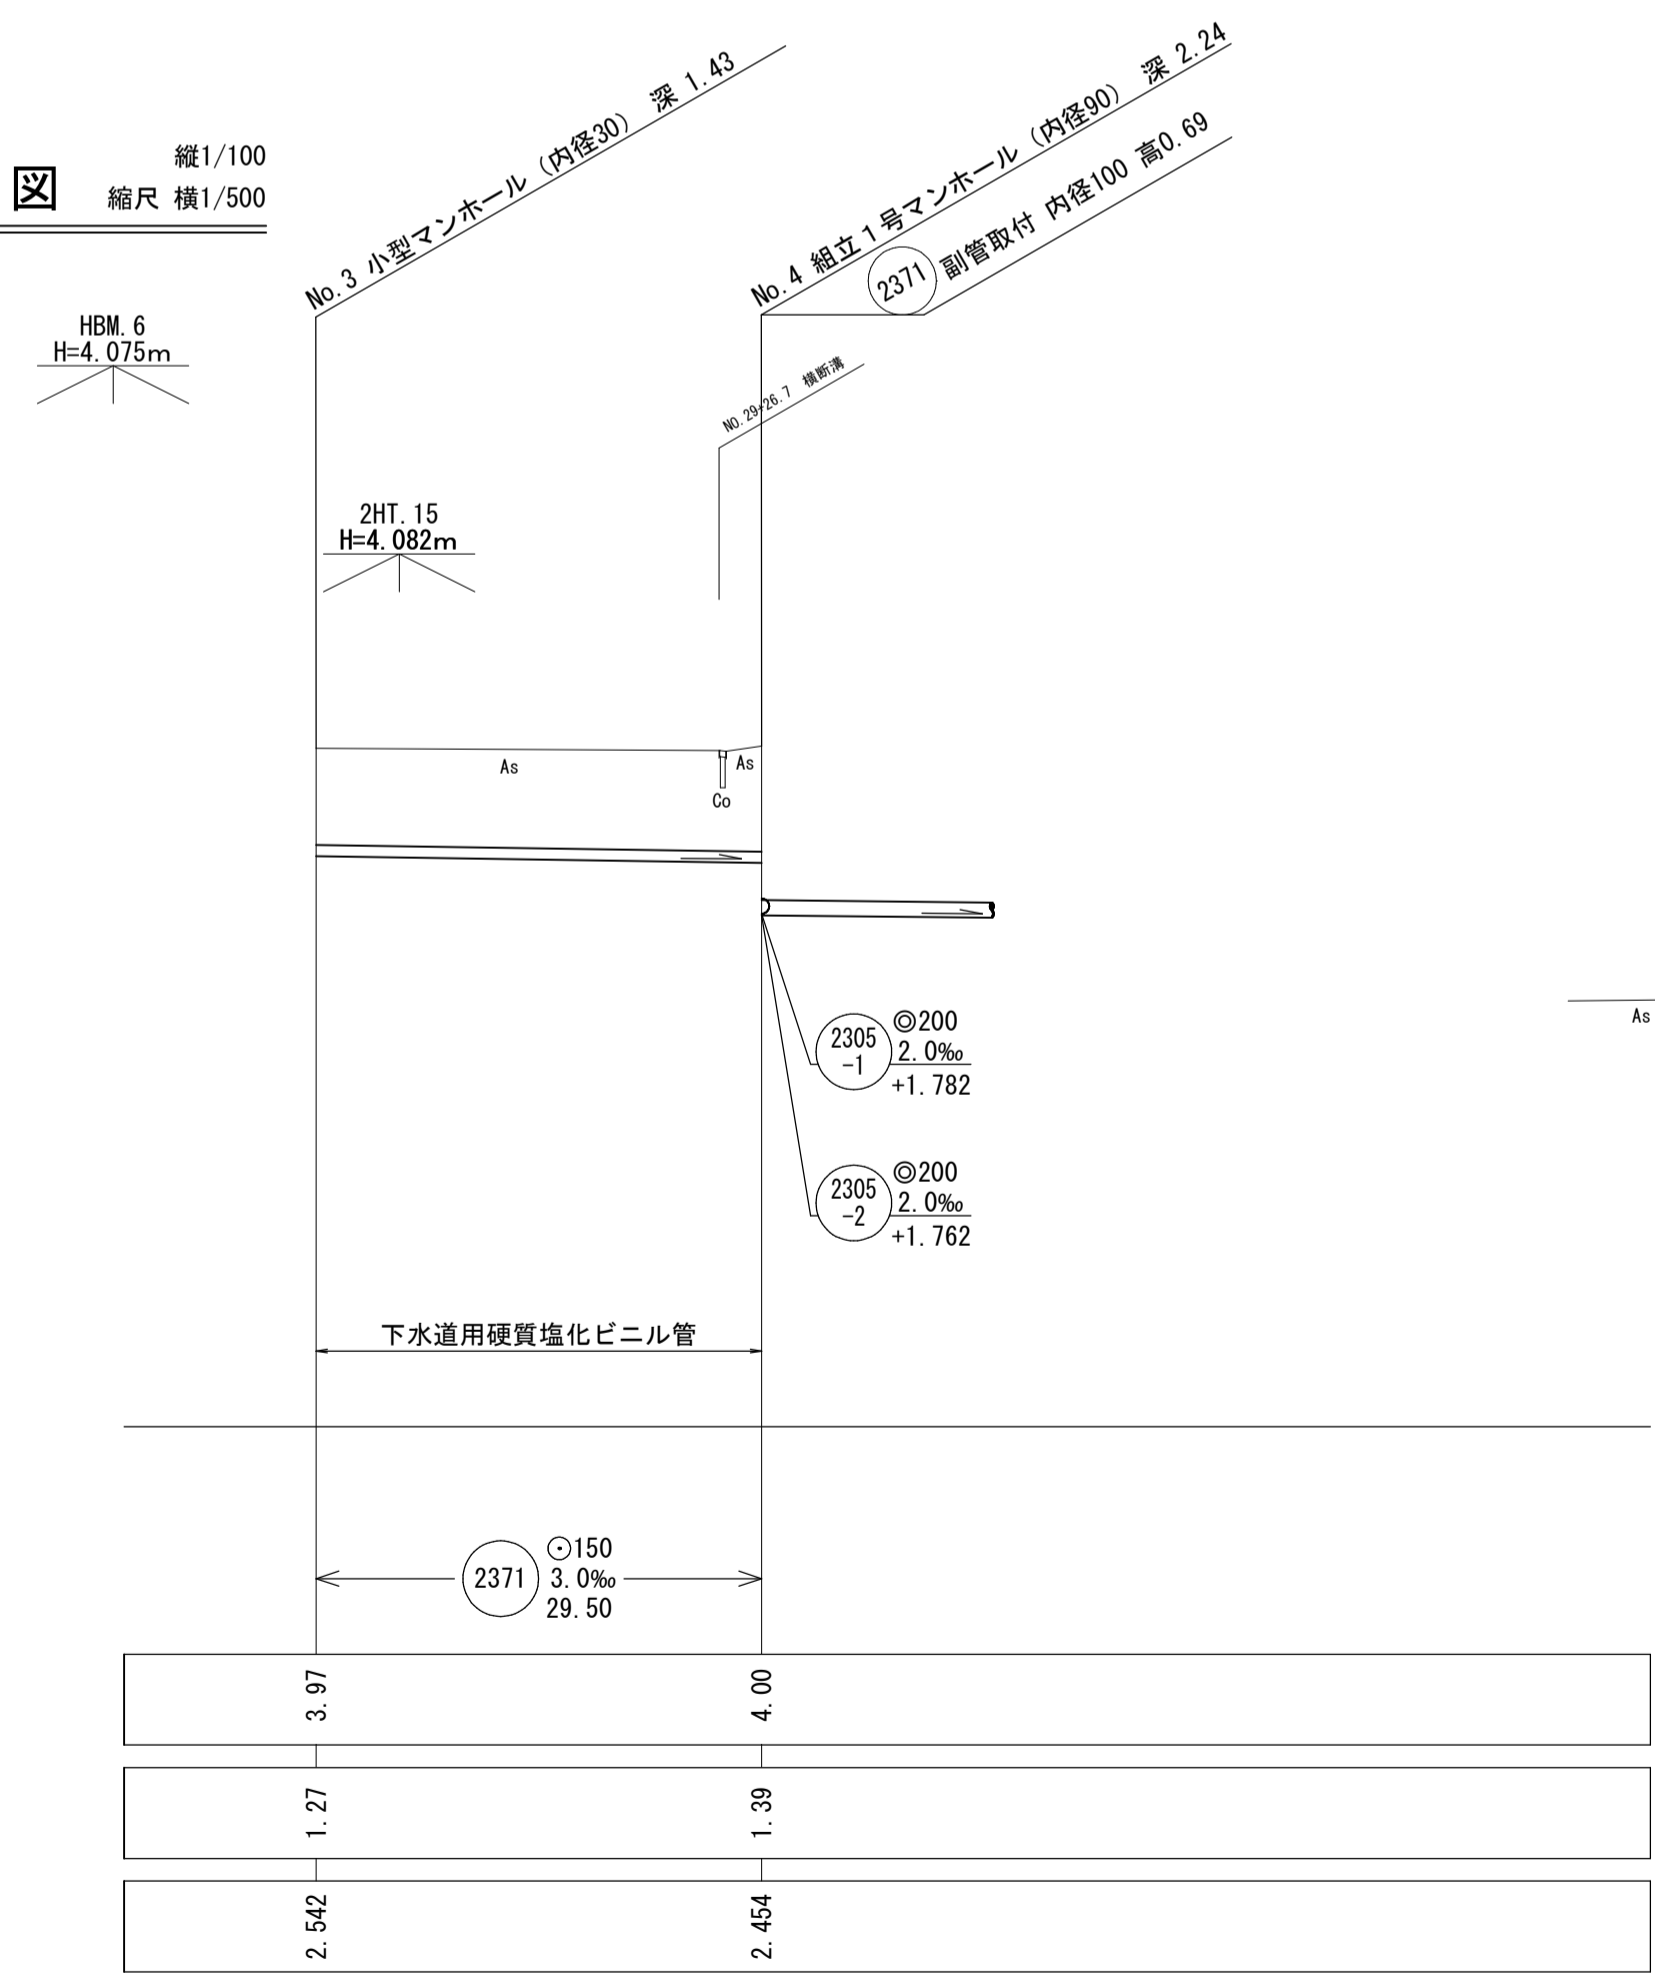 図
縦1/100
縮尺 横1/500
No.3 小型マンホール（内径30） 深 1.43
No.4 組立１号マンホール（内径90） 深 2.24
2371 副管取付 内径100 高0.69
HBM.6
H=4.075m
NO.29+26.7 横断溝
2HT.15
H=4.082m
As
As
Co
2305
-1
◎200
2.0‰
+1.782
As
2305
-2
◎200
2.0‰
+1.762
下水道用硬質塩化ビニル管
2371
⊙150
3.0‰
29.50
3.97
4.00
1.27
1.39
2.542
2.454